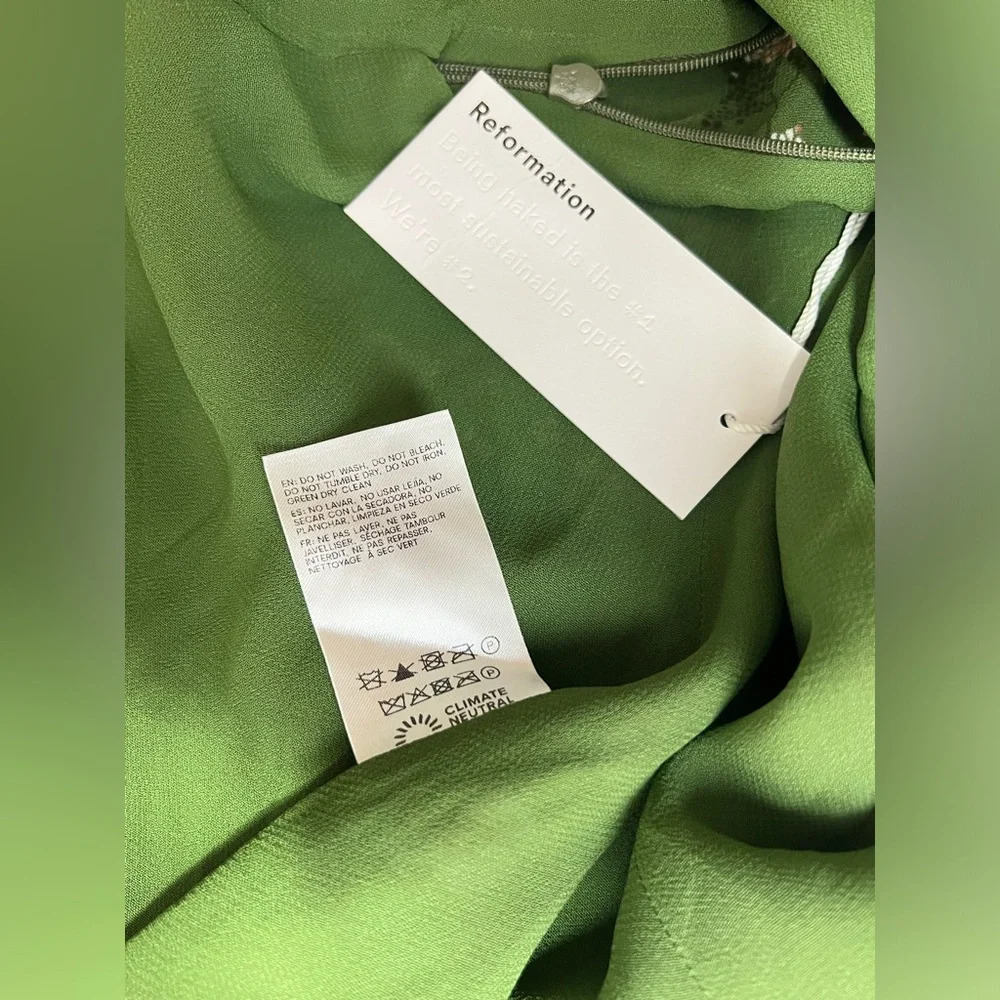 Reformation
Being naked is the #1
most sustainable option.
We're #2.
EN: DO NOT WASH, DO NOT BLEACH,
DO NOT TUMBLE DRY, DO NOT IRON,
GREEN DRY CLEAN
ES: NO LAVAR, NO USAR LEJÍA, NO
SECAR CON LA SECADORA, NO
PLANCHAR, LIMPIEZA EN SECO VERDE
FR: NE PAS LAVER, NE PAS
JAVELLISER, SÉCHAGE TAMBOUR
INTERDIT, NE PAS REPASSER,
NETTOYAGE À SEC VERT
P
P
CLIMATE
NEUTRAL